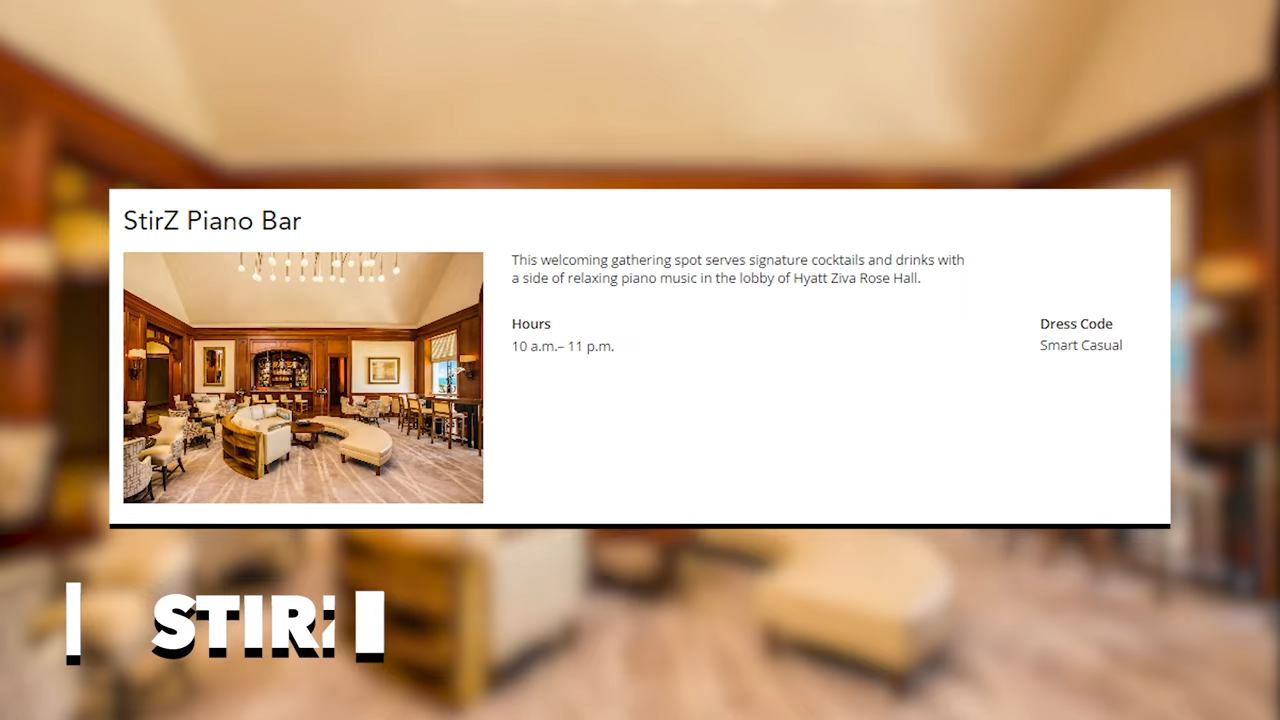 StirZ Piano Bar
This welcoming gathering spot serves signature cocktails and drinks with
a side of relaxing piano music in the lobby of Hyatt Ziva Rose Hall.
Hours
10 a.m.– 11 p.m.
Dress Code
Smart Casual